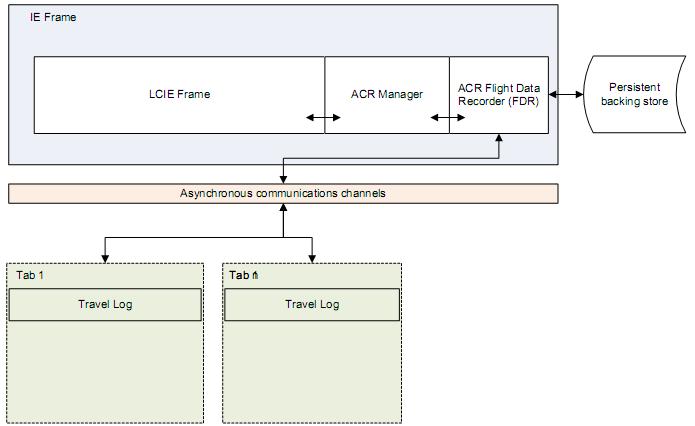 IE Frame
LCIE Frame
ACR Manager
ACR Flight Data
Recorder (FDR)
Persistent
backing store
Asynchronous communications channels
Tab 1
Tab n
Travel Log
Travel Log